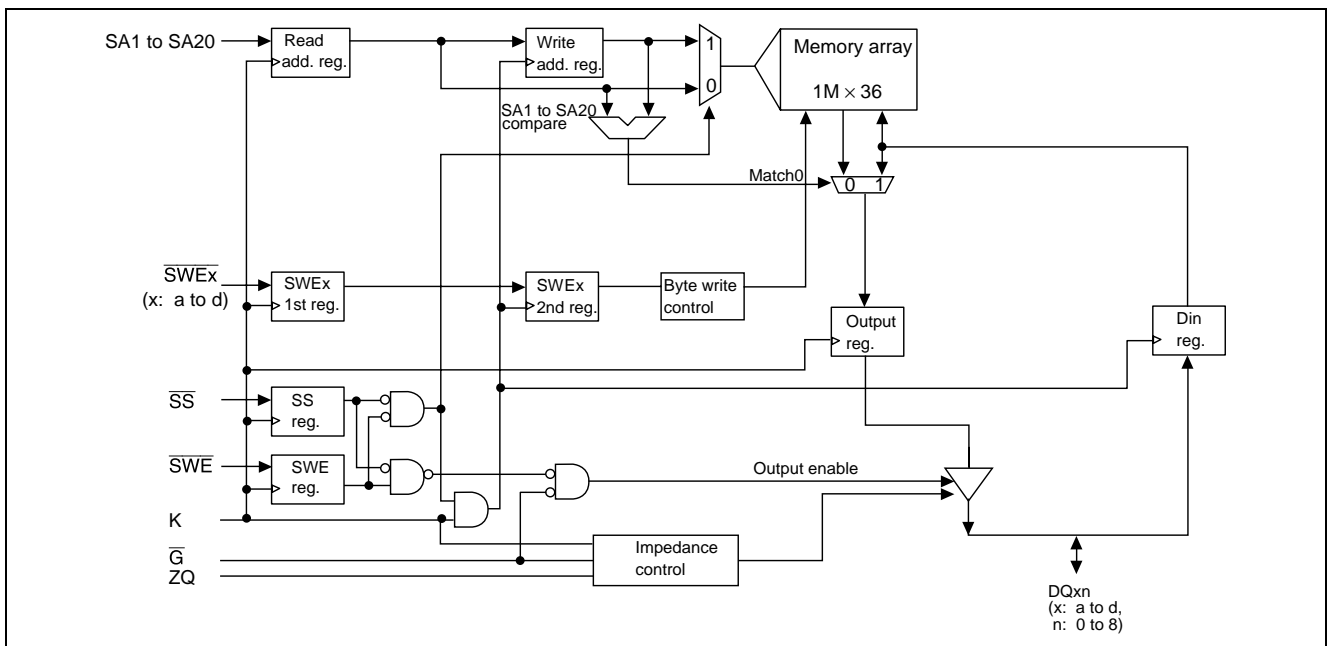 SA1 to SA20
Read
add. reg.
Write
add. reg.
1
0
Memory array
1M × 36
SA1 to SA20
compare
Match0
0 1
SWEx
(x: a to d)
SWEx
1st reg.
SWEx
2nd reg.
Byte write
control
Output
reg.
Din
reg.
SS
SS
reg.
SWE
SWE
reg.
Output enable
K
G
ZQ
Impedance
control
DQxn
(x: a to d,
n: 0 to 8)